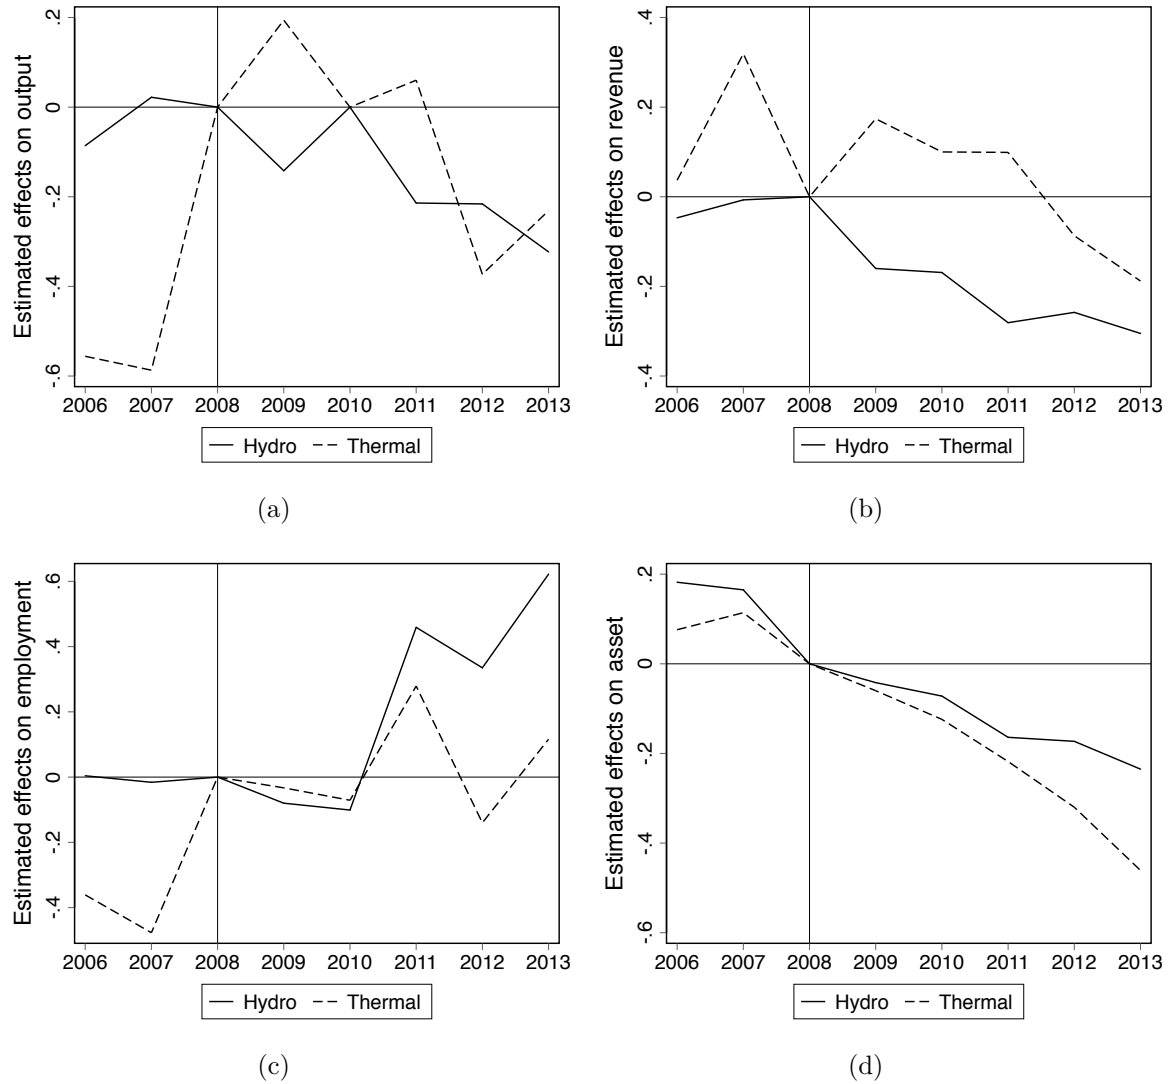 Estimated effects on output
.2
0
-.2
-.4
-.6
2006 2007 2008 2009 2010 2011 2012 2013
Hydro Thermal
(a)
Estimated effects on revenue
.4
.2
0
-.2
-.4
2006 2007 2008 2009 2010 2011 2012 2013
Hydro Thermal
(b)
Estimated effects on employment
.6
.4
.2
0
-.2
-.4
2006 2007 2008 2009 2010 2011 2012 2013
Hydro Thermal
(c)
Estimated effects on asset
.2
0
-.2
-.4
-.6
2006 2007 2008 2009 2010 2011 2012 2013
Hydro Thermal
(d)